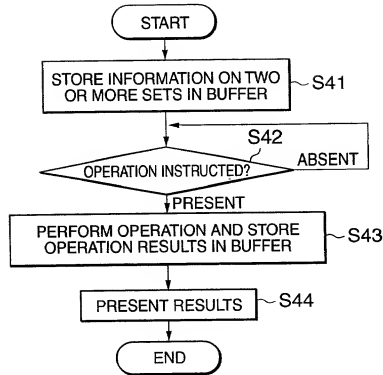 START
STORE INFORMATION ON TWO
OR MORE SETS IN BUFFER
S41
S42
OPERATION INSTRUCTED?
ABSENT
PRESENT
PERFORM OPERATION AND STORE
OPERATION RESULTS IN BUFFER
S43
PRESENT RESULTS
S44
END